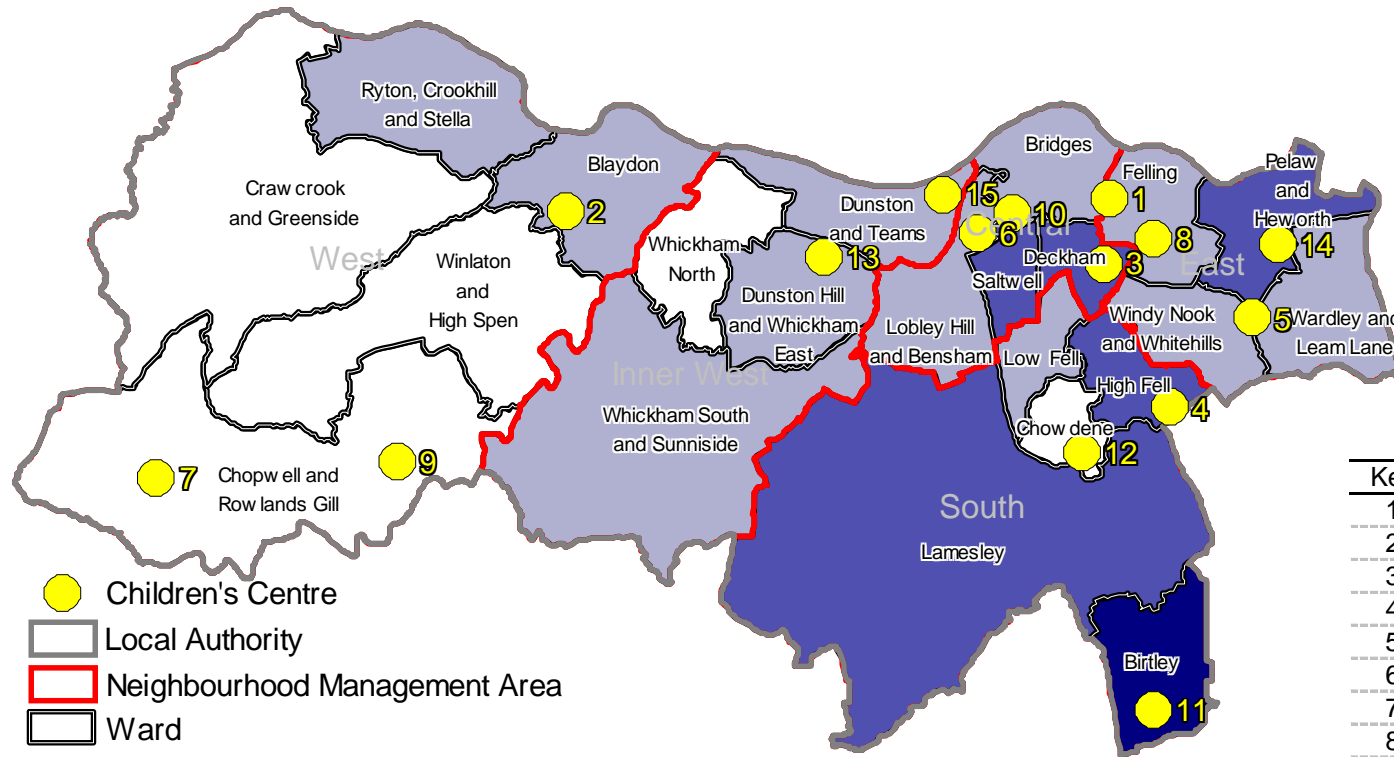 Ryton, Crookhill
and Stella
Blaydon
Bridges
Felling
Pelaw
and
Heworth
Craw crook
and Greenside
2
Dunston
and Teams
15
10
1
Central
6
8
14
West
Whickham
North
13
Deckham
3
East
Winlaton
and
High Spen
Saltwell
Dunston Hill
and Whickham
East
Lobley Hill
and Bensham
Low Fell
Windy Nook
and Whitehills
5
Wardley and
Leam Lane
Inner West
High Fell
4
Whickham South
and Sunniside
Chow dene
12
7
Chopwell and
Rowlands Gill
9
South
Lamesley
Birtley
11
Children's Centre
Local Authority
Neighbourhood Management Area
Ward
Ke
1
2
3
4
5
6
7
8